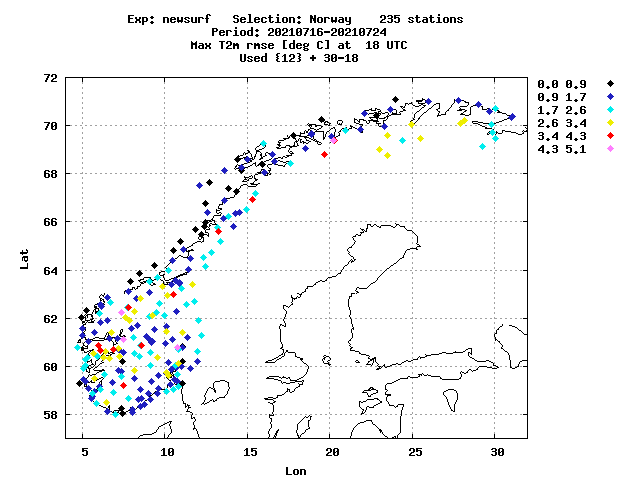 Exp: newsurf   Selection: Norway    235 stations
Period: 20210716-20210724
Max T2m rmse [deg C] at  18 UTC
Used {12} + 30-18
72
70
68
66
64
62
60
58
Lat
5 10 15 20 25 30
Lon
0.0 0.9
0.9 1.7
1.7 2.6
2.6 3.4
3.4 4.3
4.3 5.1